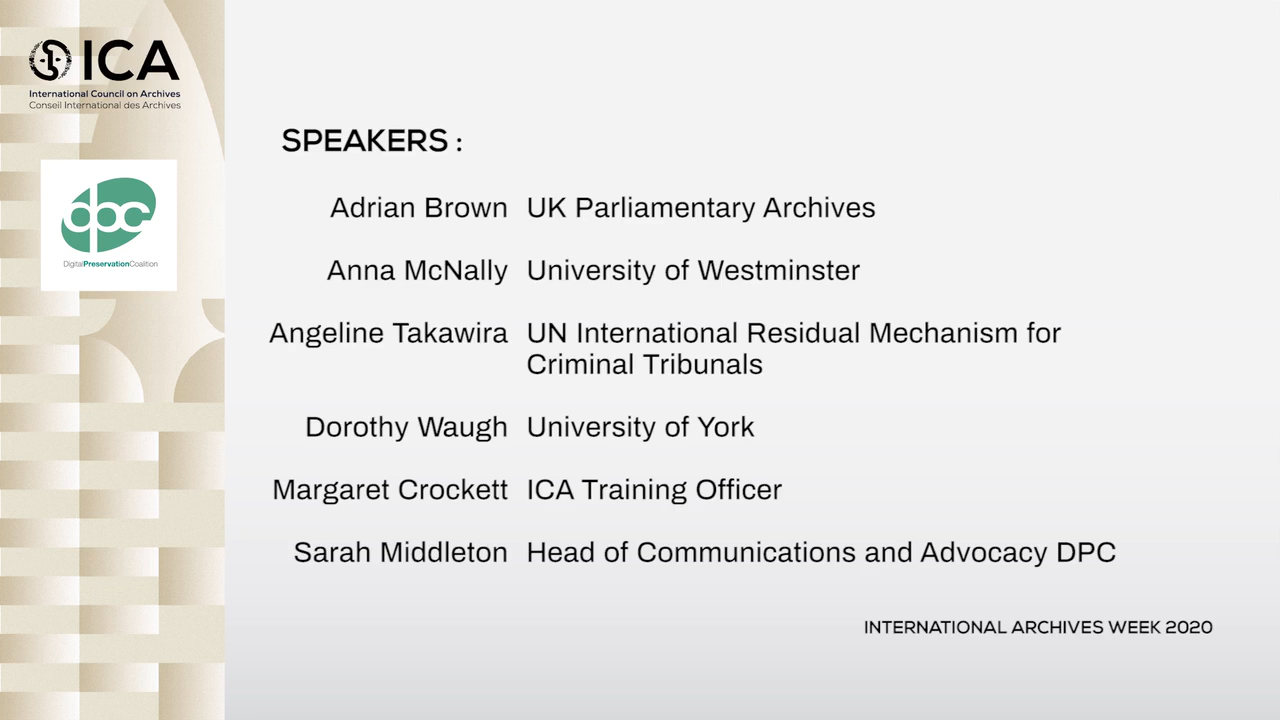 ICA
International Council on Archives
Conseil International des Archives
dpc
DigitalPreservationCoalition
SPEAKERS :
Adrian Brown UK Parliamentary Archives
Anna McNally University of Westminster
Angeline Takawira UN International Residual Mechanism for
Criminal Tribunals
Dorothy Waugh University of York
Margaret Crockett ICA Training Officer
Sarah Middleton Head of Communications and Advocacy DPC
INTERNATIONAL ARCHIVES WEEK 2020